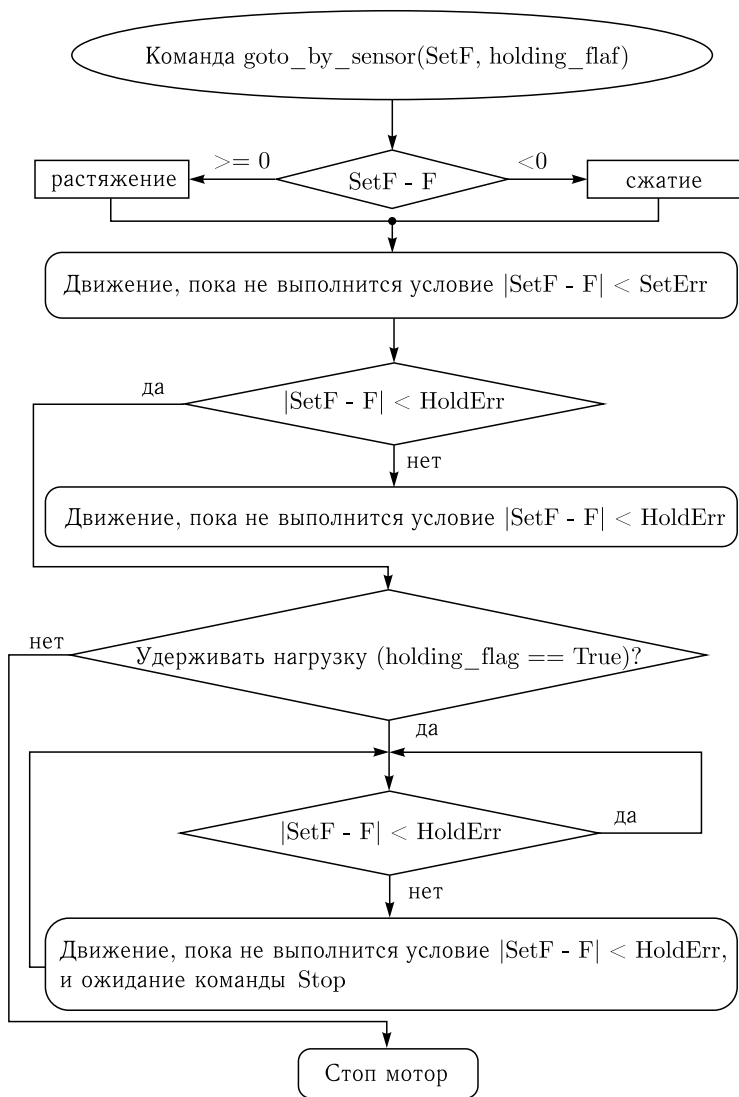 Команда goto_by_sensor(SetF, holding_flaf)
>= 0
<0
растяжение
SetF - F
сжатие
Движение, пока не выполнится условие |SetF - F| < SetErr
да
|SetF - F| < HoldErr
нет
Движение, пока не выполнится условие |SetF - F| < HoldErr
нет
Удерживать нагрузку (holding_flag == True)?
да
|SetF - F| < HoldErr
да
нет
Движение, пока не выполнится условие |SetF - F| < HoldErr,
и ожидание команды Stop
Стоп мотор